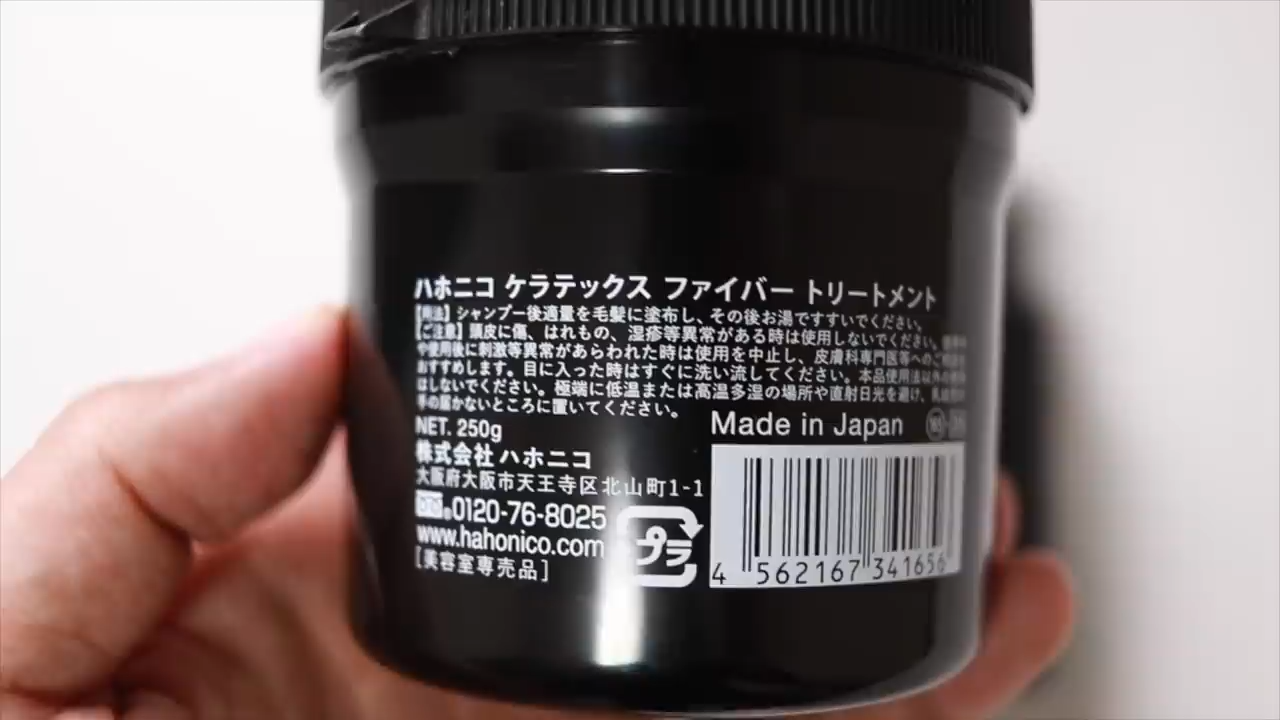 ハホニコ ケラテックス ファイバー トリートメント
【用法】シャンプー後適量を毛髪に塗布し、その後お湯ですすいでください。
【ご注意】頭皮に傷、はれもの、湿疹等異常がある時は使用しないでください。
や使用後に刺激等異常があらわれた時は使用を中止し、皮膚科専門医等へのご
おすすめします。目に入った時はすぐに洗い流してください。本品使用法以外の
はしないでください。極端に低温または高温多湿の場所や直射日光を避け、乳
手の届かないところに置いてください。
NET. 250g
Made in Japan
株式会社 ハホニコ
大阪府大阪市天王寺区北山町1-1
0120-76-8025
www.hahonico.com
プラ
[美容室専売品]
4 562167 341656